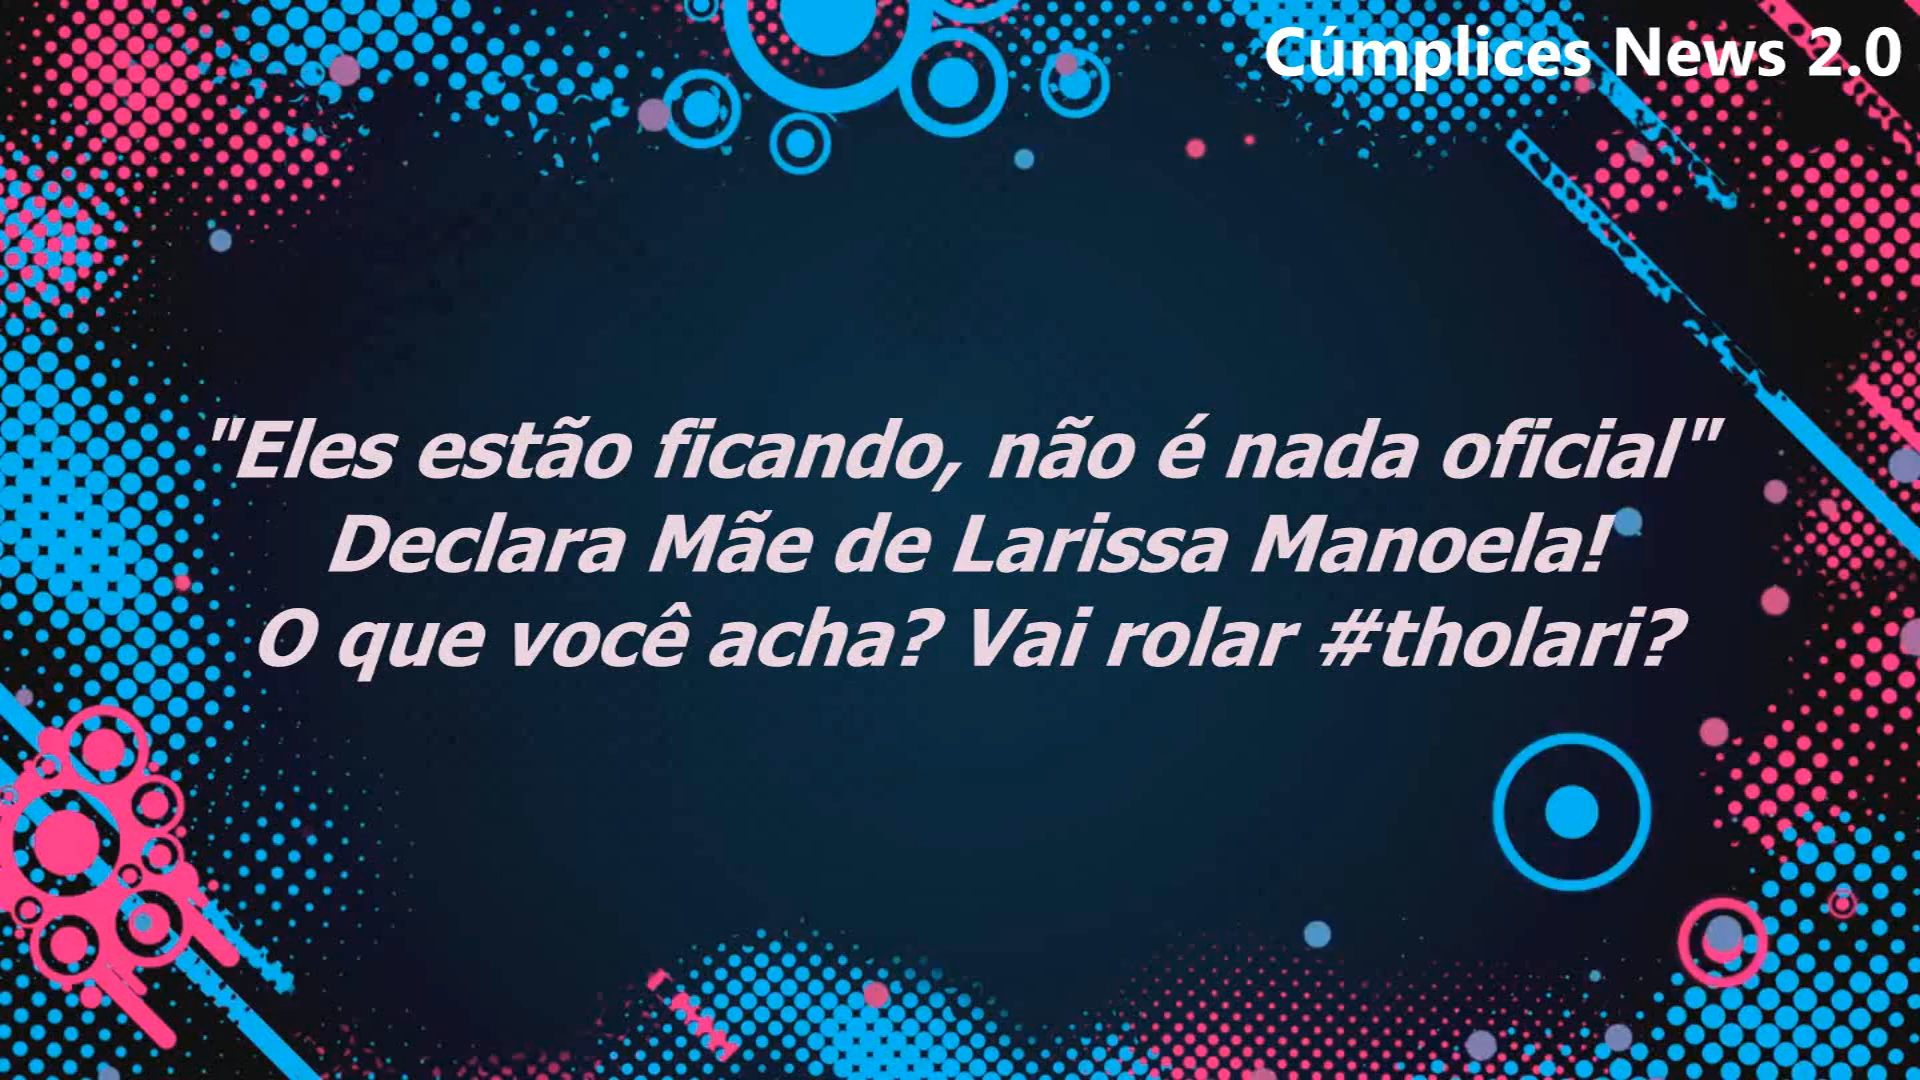 Cúmplices News 2.0
"Eles estão ficando, não é nada oficial"
Declara Mãe de Larissa Manoela!
O que você acha? Vai rolar #tholari?